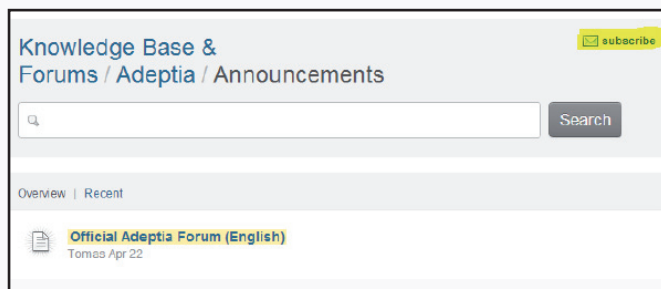 subscribe
Knowledge Base &
Forums / Adeptia / Announcements
Search
Overview | Recent
Official Adeptia Forum (English)
Tomas Apr 22